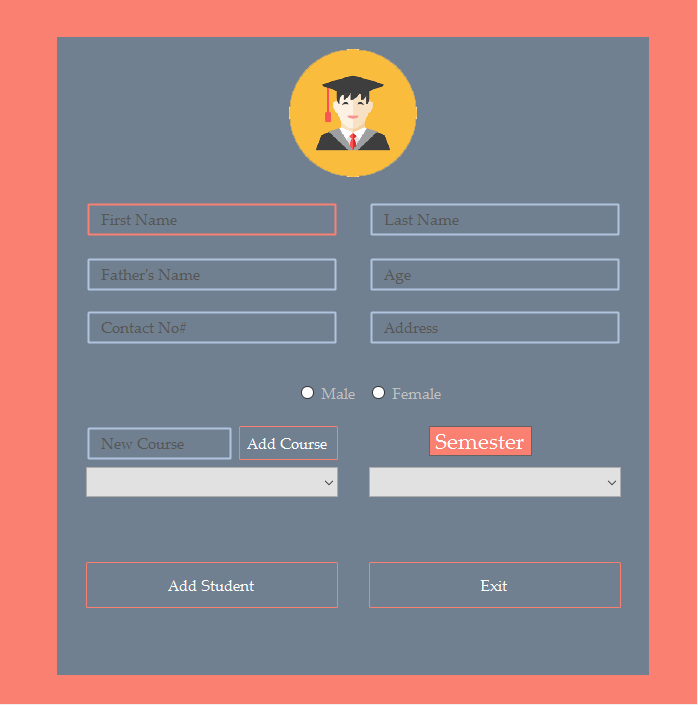 First Name
Last Name
Father's Name
Age
Contact No#
Address
Male
Female
New Course
Add Course
Semester
Add Student
Exit